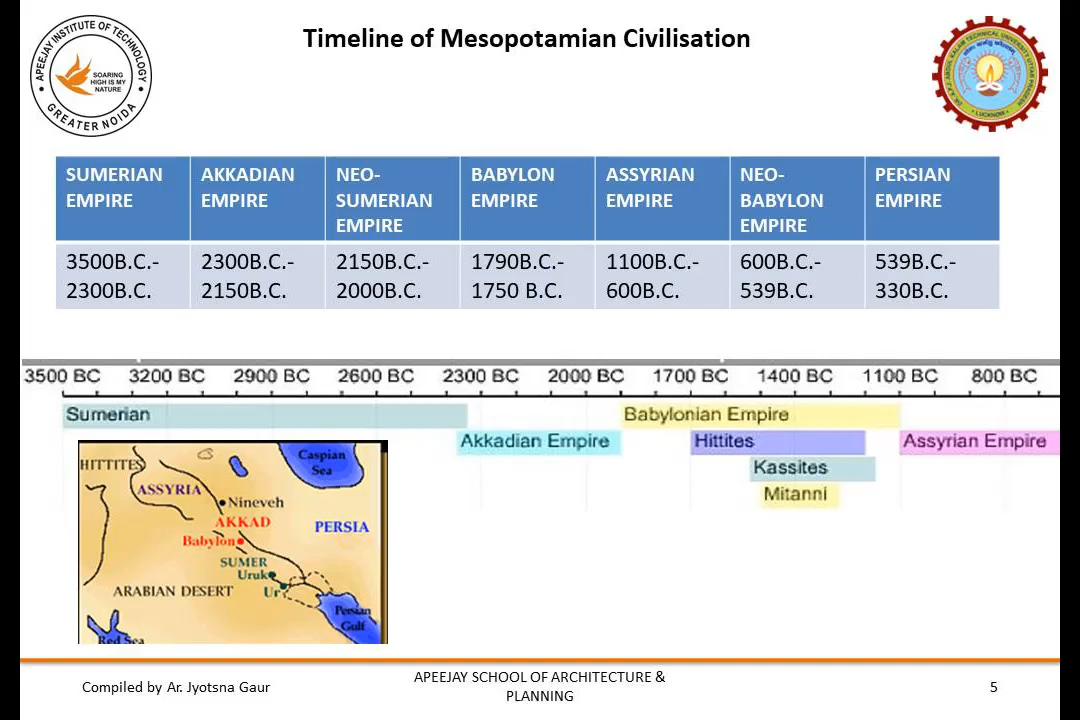 APEEJAY INSTITUTE OF TECHNOLOGY
SOARING
HIGH IS MY
NATURE
GREATER NOIDA
Timeline of Mesopotamian Civilisation
LUCKNOW
SUMERIAN
EMPIRE
AKKADIAN
EMPIRE
NEO-
SUMERIAN
EMPIRE
BABYLON
EMPIRE
ASSYRIAN
EMPIRE
NEO-
BABYLON
EMPIRE
PERSIAN
EMPIRE
3500B.C.-
2300B.C.
2300B.C.-
2150B.C.
2150B.C.-
2000B.C.
1790B.C.-
1750 B.C.
1100B.C.-
600B.C.
600B.C.-
539B.C.
539B.C.-
330B.C.
3500 BC 3200 BC 2900 BC 2600 BC 2300 BC 2000 BC 1700 BC 1400 BC 1100 BC 800 BC
Sumerian
Babylonian Empire
Akkadian Empire
Hittites
Assyrian Empire
Kassites
Mitanni
Caspian
Sea
HITTITES
ASSYRIA
Nineveh
AKKAD
PERSIA
Babylon
SUMER
Uruk
Ur
ARABIAN DESERT
Persian
Gulf
Red Sea
Compiled by Ar. Jyotsna Gaur
APEEJAY SCHOOL OF ARCHITECTURE &
PLANNING
5